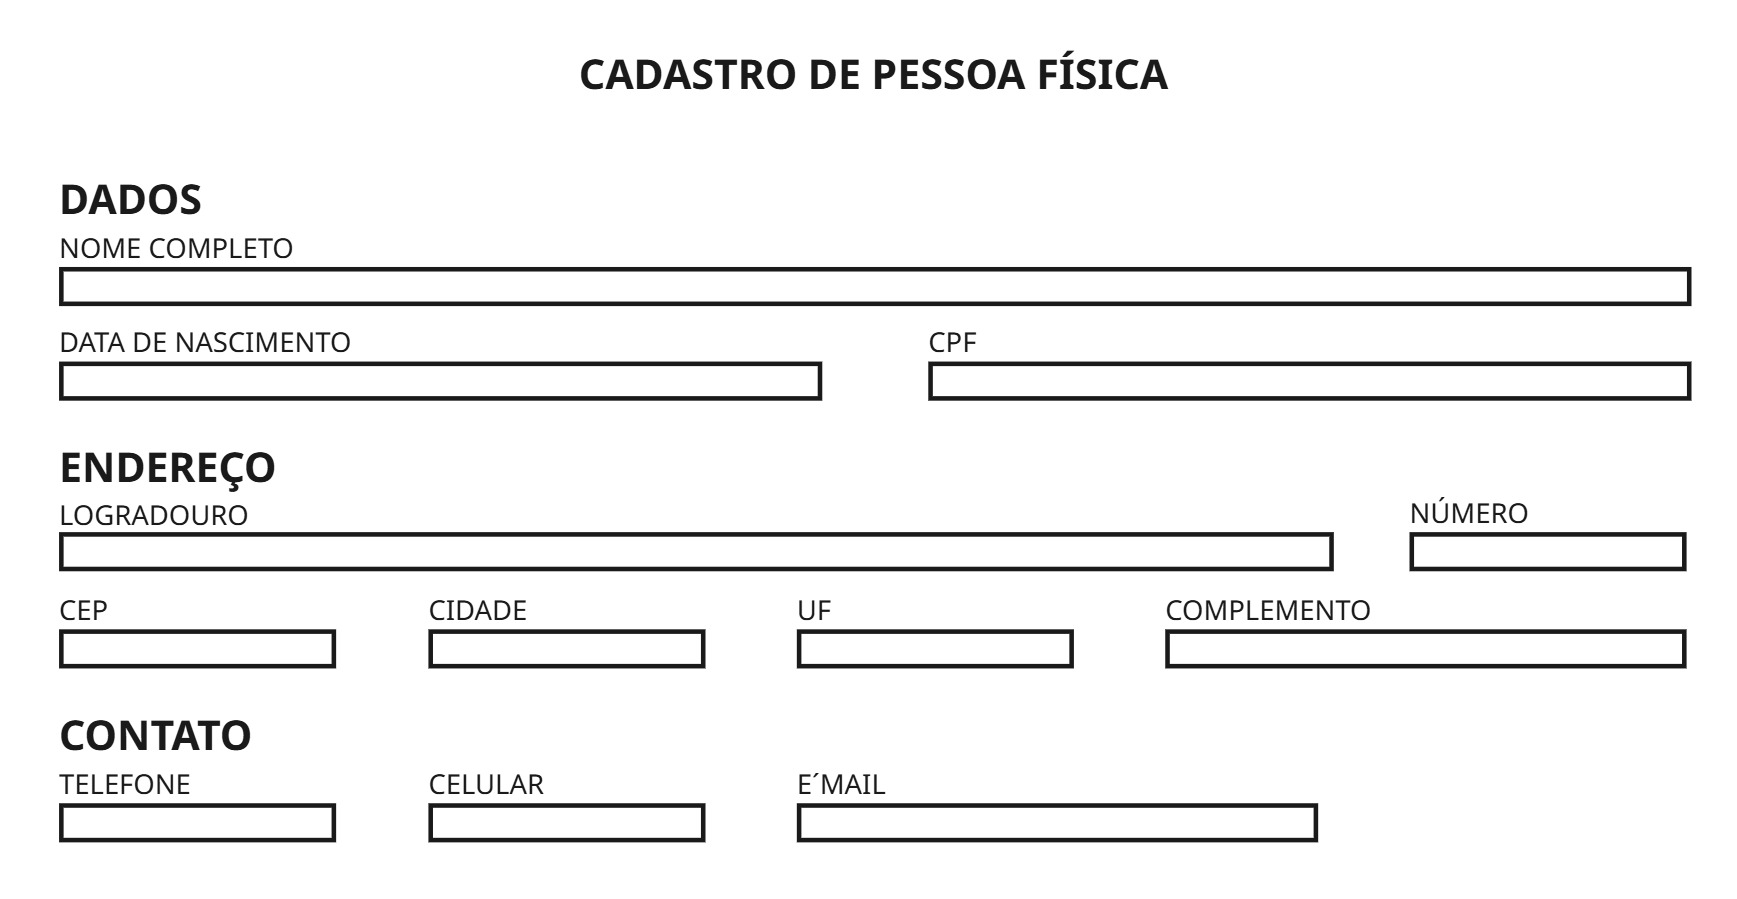 CADASTRO DE PESSOA FÍSICA
DADOS
NOME COMPLETO
DATA DE NASCIMENTO CPF
ENDEREÇO
LOGRADOURO NÚMERO
CEP CIDADE UF COMPLEMENTO
CONTATO
TELEFONE CELULAR E´MAIL